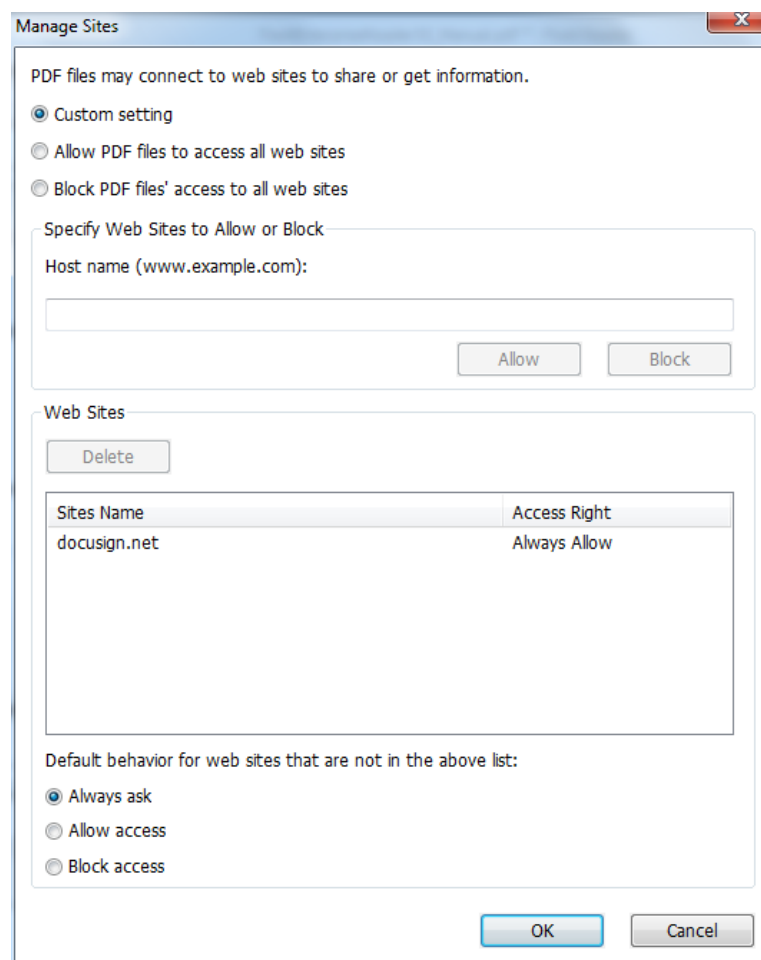 Manage Sites
PDF files may connect to web sites to share or get information.
Custom setting
Allow PDF files to access all web sites
Block PDF files' access to all web sites
Specify Web Sites to Allow or Block
Host name (www.example.com):
Allow Block
Web Sites
Delete
Sites Name Access Right
docusign.net Always Allow
Default behavior for web sites that are not in the above list:
Always ask
Allow access
Block access
OK Cancel